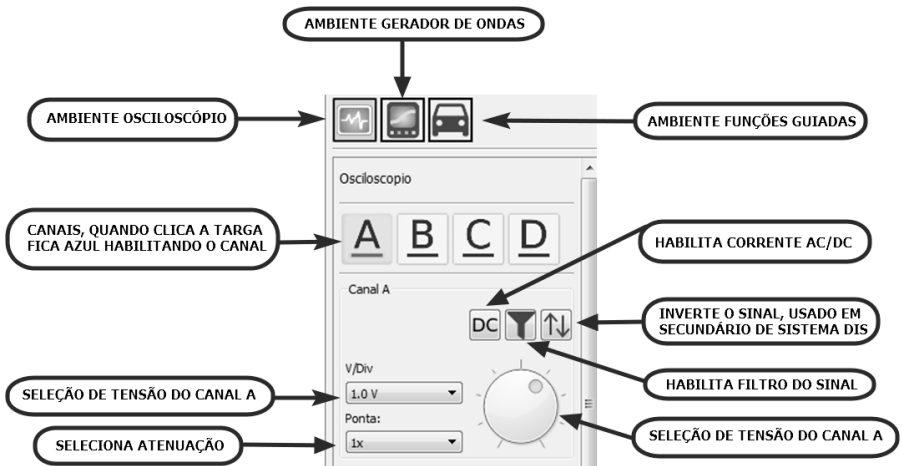 AMBIENTE GERADOR DE ONDAS
AMBIENTE OSCILOSCÓPIO
AMBIENTE FUNÇÕES GUIADAS
Osciloscopio
CANAIS, QUANDO CLICA A TARGA
FICA AZUL HABILITANDO O CANAL
A B C D
HABILITA CORRENTE AC/DC
Canal A
DC
INVERTE O SINAL, USADO EM
SECUNDÁRIO DE SISTEMA DIS
V/Div
HABILITA FILTRO DO SINAL
SELEÇÃO DE TENSÃO DO CANAL A
1.0 V
Ponta:
SELEÇÃO DE TENSÃO DO CANAL A
SELECIONA ATENUAÇÃO
1x